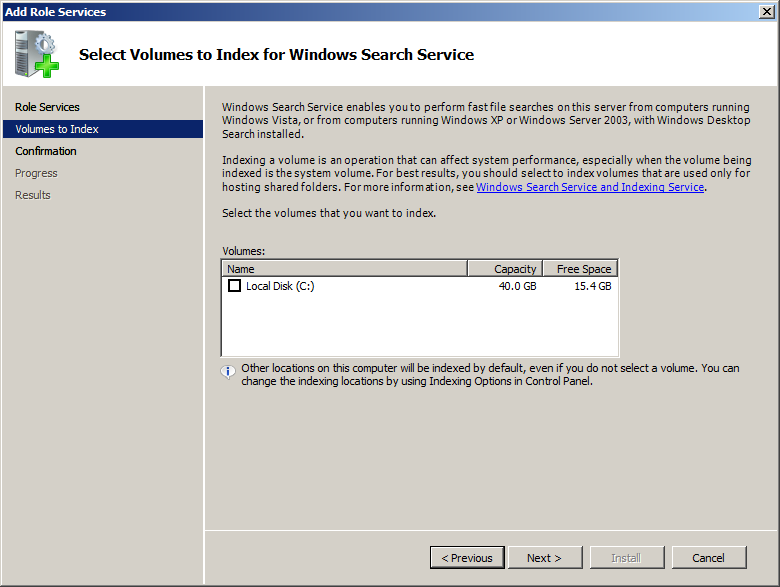 Add Role Services
Select Volumes to Index for Windows Search Service
Role Services
Volumes to Index
Confirmation
Progress
Results
Windows Search Service enables you to perform fast file searches on this server from computers running
Windows Vista, or from computers running Windows XP or Windows Server 2003, with Windows Desktop
Search installed.
Indexing a volume is an operation that can affect system performance, especially when the volume being
indexed is the system volume. For best results, you should select to index volumes that are used only for
hosting shared folders. For more information, see Windows Search Service and Indexing Service.
Select the volumes that you want to index.
Volumes:
Name Capacity Free Space
Local Disk (C:) 40.0 GB 15.4 GB
Other locations on this computer will be indexed by default, even if you do not select a volume. You can
change the indexing locations by using Indexing Options in Control Panel.
< Previous Next > Install Cancel